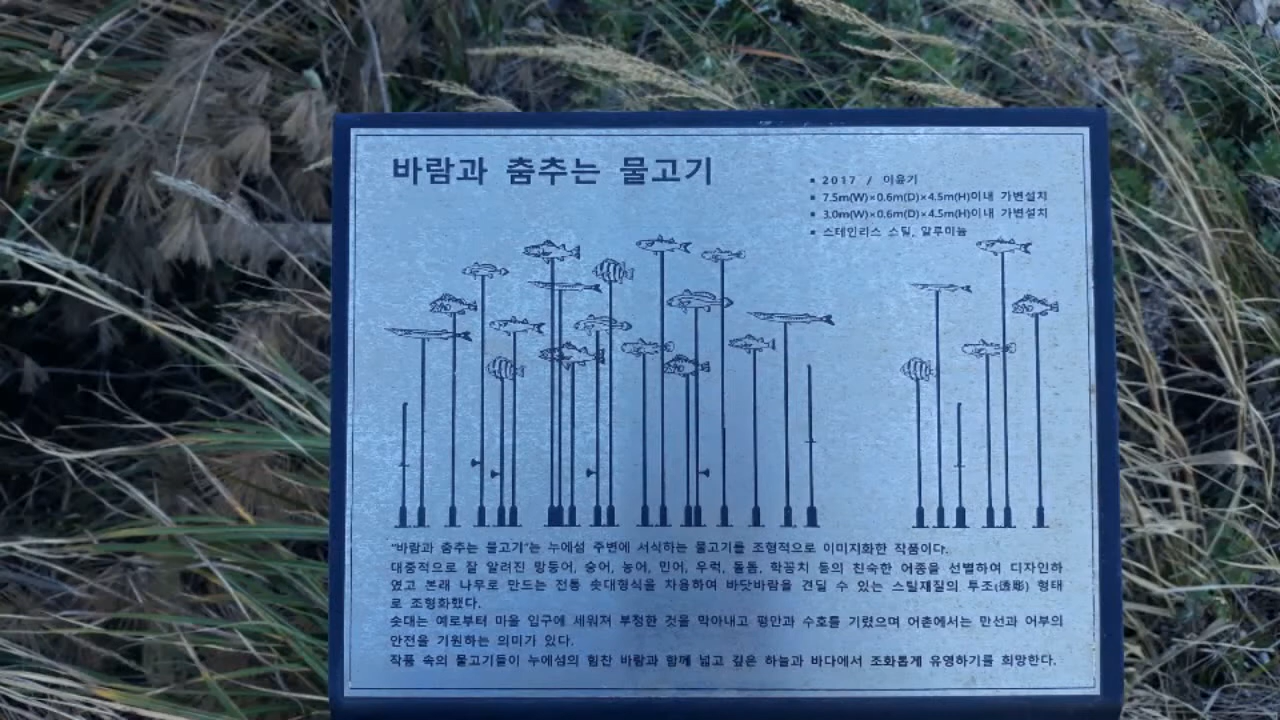 바람과 춤추는 물고기
▪ 2017 / 이윤기
▪ 7.5m(W)×0.6m(D)×4.5m(H)이내 가변설치
▪ 3.0m(W)×0.6m(D)×4.5m(H)이내 가변설치
▪ 스테인리스 스틸, 알루미늄
"바람과 춤추는 물고기"는 누에섬 주변에 서식하는 물고기를 조형적으로 이미지화한 작품이다.
대중적으로 잘 알려진 망둥어, 숭어, 농어, 민어, 우럭, 돌돔, 학꽁치 등의 친숙한 어종을 선별하여 디자인하
였고 본래 나무로 만드는 전통 솟대형식을 차용하여 바닷바람을 견딜 수 있는 스틸재질의 투조(透彫) 형태
로 조형화했다.
솟대는 예로부터 마을 입구에 세워져 부정한 것을 막아내고 평안과 수호를 기렸으며 어촌에서는 만선과 어부의
안전을 기원하는 의미가 있다.
작품 속의 물고기들이 누에섬의 힘찬 바람과 함께 넓고 깊은 하늘과 바다에서 조화롭게 유영하기를 희망한다.